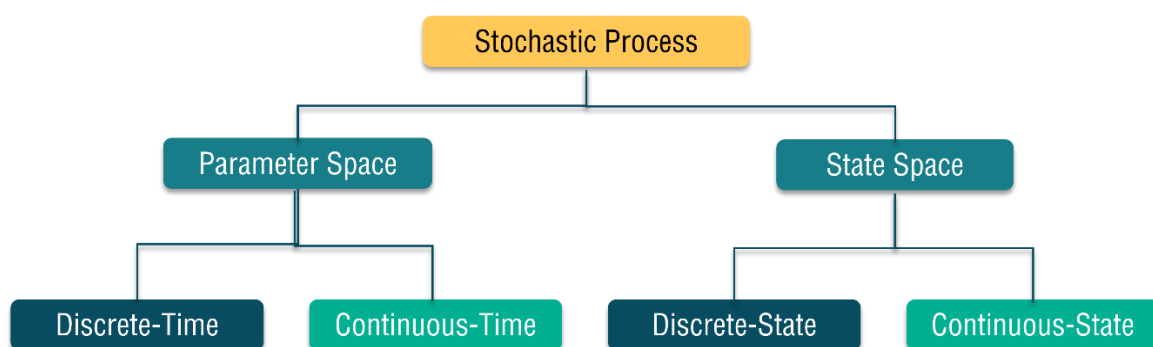 Stochastic Process
Parameter Space
State Space
Discrete-Time
Continuous-Time
Discrete-State
Continuous-State